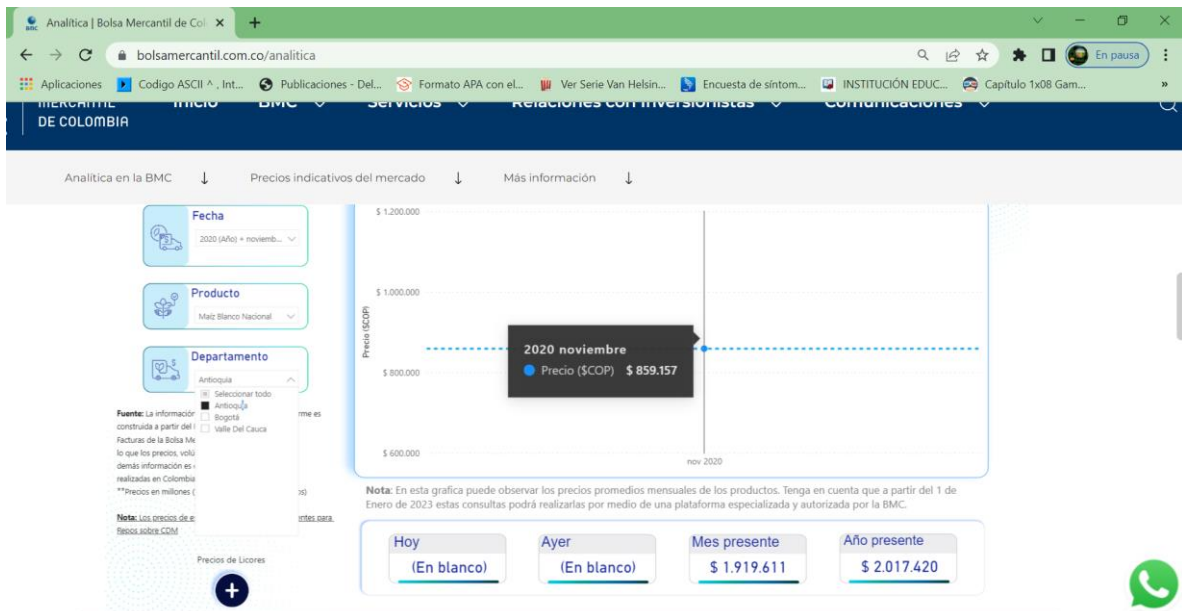 Analítica | Bolsa Mercantil de Col
bolsamercantil.com.co/analitica
En pausa
Aplicaciones
Codigo ASCII ^ , Int...
Publicaciones - Del...
Formato APA con el...
Ver Serie Van Helsin...
Encuesta de síntom...
INSTITUCIÓN EDUC...
Capítulo 1x08 Gam...
»
MERCANTIL
DE COLOMBIA
Inicio
BMC
Servicios
Relaciones con inversionistas
Comunicaciones
Analítica en la BMC ↓
Precios indicativos del mercado ↓
Más información ↓
Fecha
2020 (Año) + noviemb...
Producto
Maíz Blanco Nacional
Departamento
Antioquia
Seleccionar todo
Antioquia
Bogotá
Valle Del Cauca
Fuente: La información
rme es
construida a partir del
Facturas de la Bolsa Me
lo que los precios, volú
demás información es
realizadas en Colombia
**Precios en millones (
os)
Nota: Los precios de e
entes para
Repos sobre CDM
Precios de Licores
+
$ 1.200.000
$ 1.000.000
$ 800.000
$ 600.000
Precio ($COP)
2020 noviembre
Precio ($COP) $ 859.157
nov 2020
Nota: En esta grafica puede observar los precios promedios mensuales de los productos. Tenga en cuenta que a partir del 1 de
Enero de 2023 estas consultas podrá realizarlas por medio de una plataforma especializada y autorizada por la BMC.
Hoy
(En blanco)
Ayer
(En blanco)
Mes presente
$ 1.919.611
Año presente
$ 2.017.420